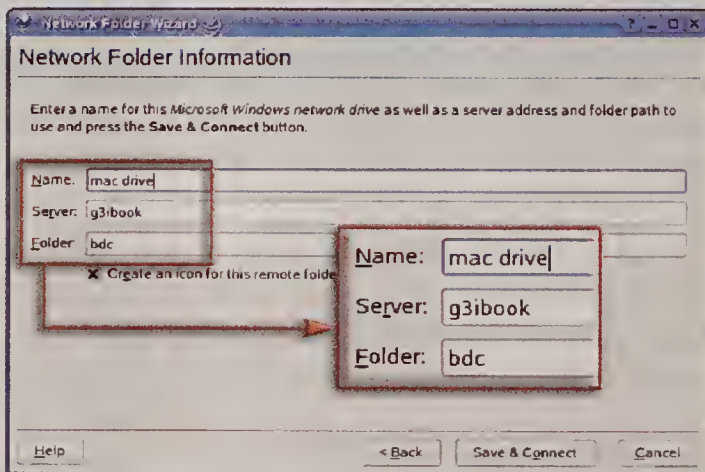 Network Folder Wizard
Network Folder Information
Enter a name for this Microsoft Windows network drive as well as a server address and folder path to
use and press the Save & Connect button.
Name. mac drive
Server: g3ibook
Folder bdc
Create an icon for this remote folde
Name: mac drive
Server: g3ibook
Folder: bdc
Help
< Back
Save & Connect
Cancel